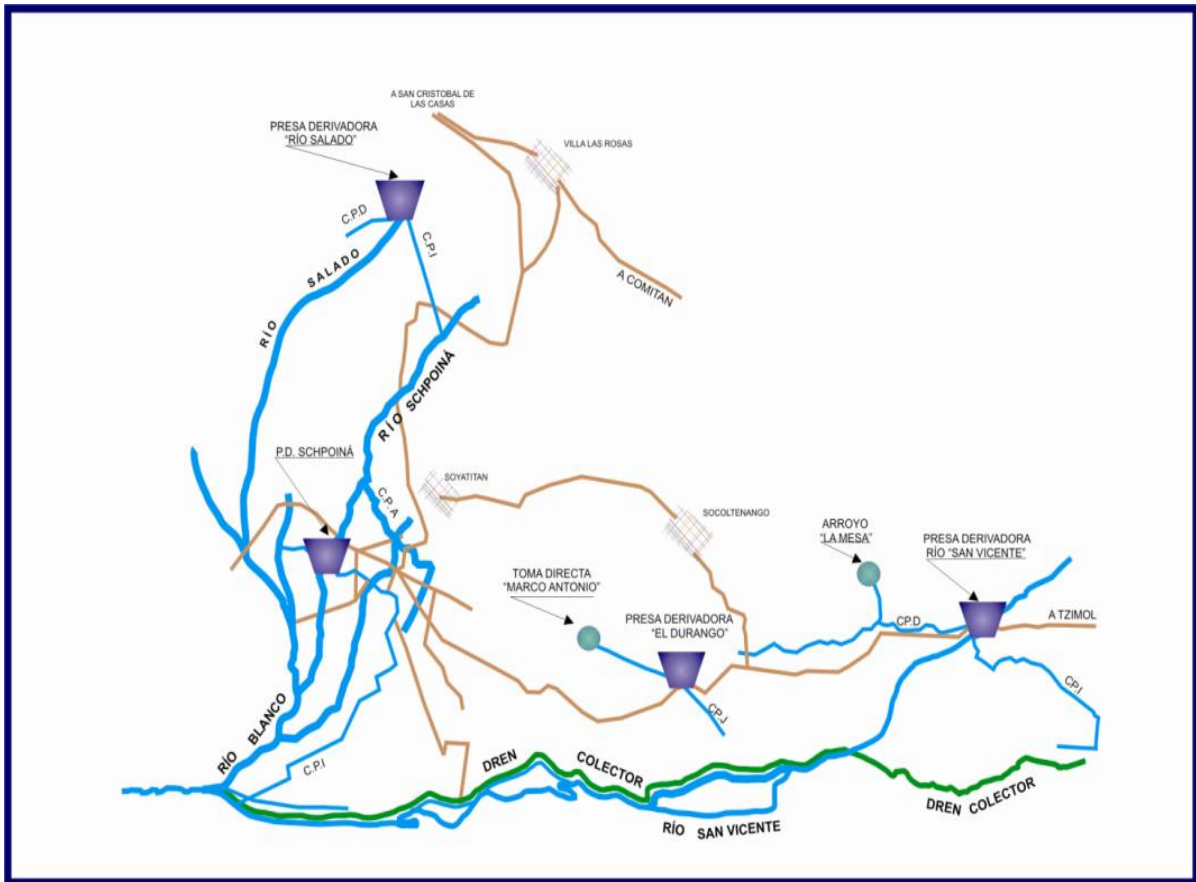 A SAN CRISTOBAL DE
LAS CASAS
PRESA DERIVADORA
"RÍO SALADO"
VILLA LAS ROSAS
C.P.D
C.P.I
A COMITAN
RÍO SALADO
RÍO SCHPOINÁ
P.D. SCHPOINÁ
C.P.A
SOYATITAN
SOCOLTENANGO
ARROYO
"LA MESA"
PRESA DERIVADORA
RÍO "SAN VICENTE"
TOMA DIRECTA
"MARCO ANTONIO"
PRESA DERIVADORA
"EL DURANGO"
CP.D
A TZIMOL
CP.I
CP.J
RÍO BLANCO
C.P.I
DREN COLECTOR
RÍO SAN VICENTE
DREN COLECTOR